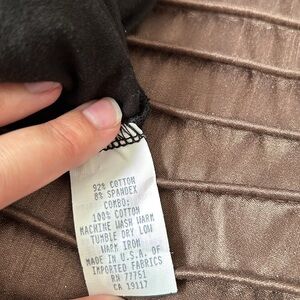 92% COTTON
8% SPANDEX
COMBO:
100% COTTON
MACHINE WASH WARM
TUMBLE DRY LOW
WARM IRON
MADE IN U.S.A. OF
IMPORTED FABRICS
RN 77751
CA 19117